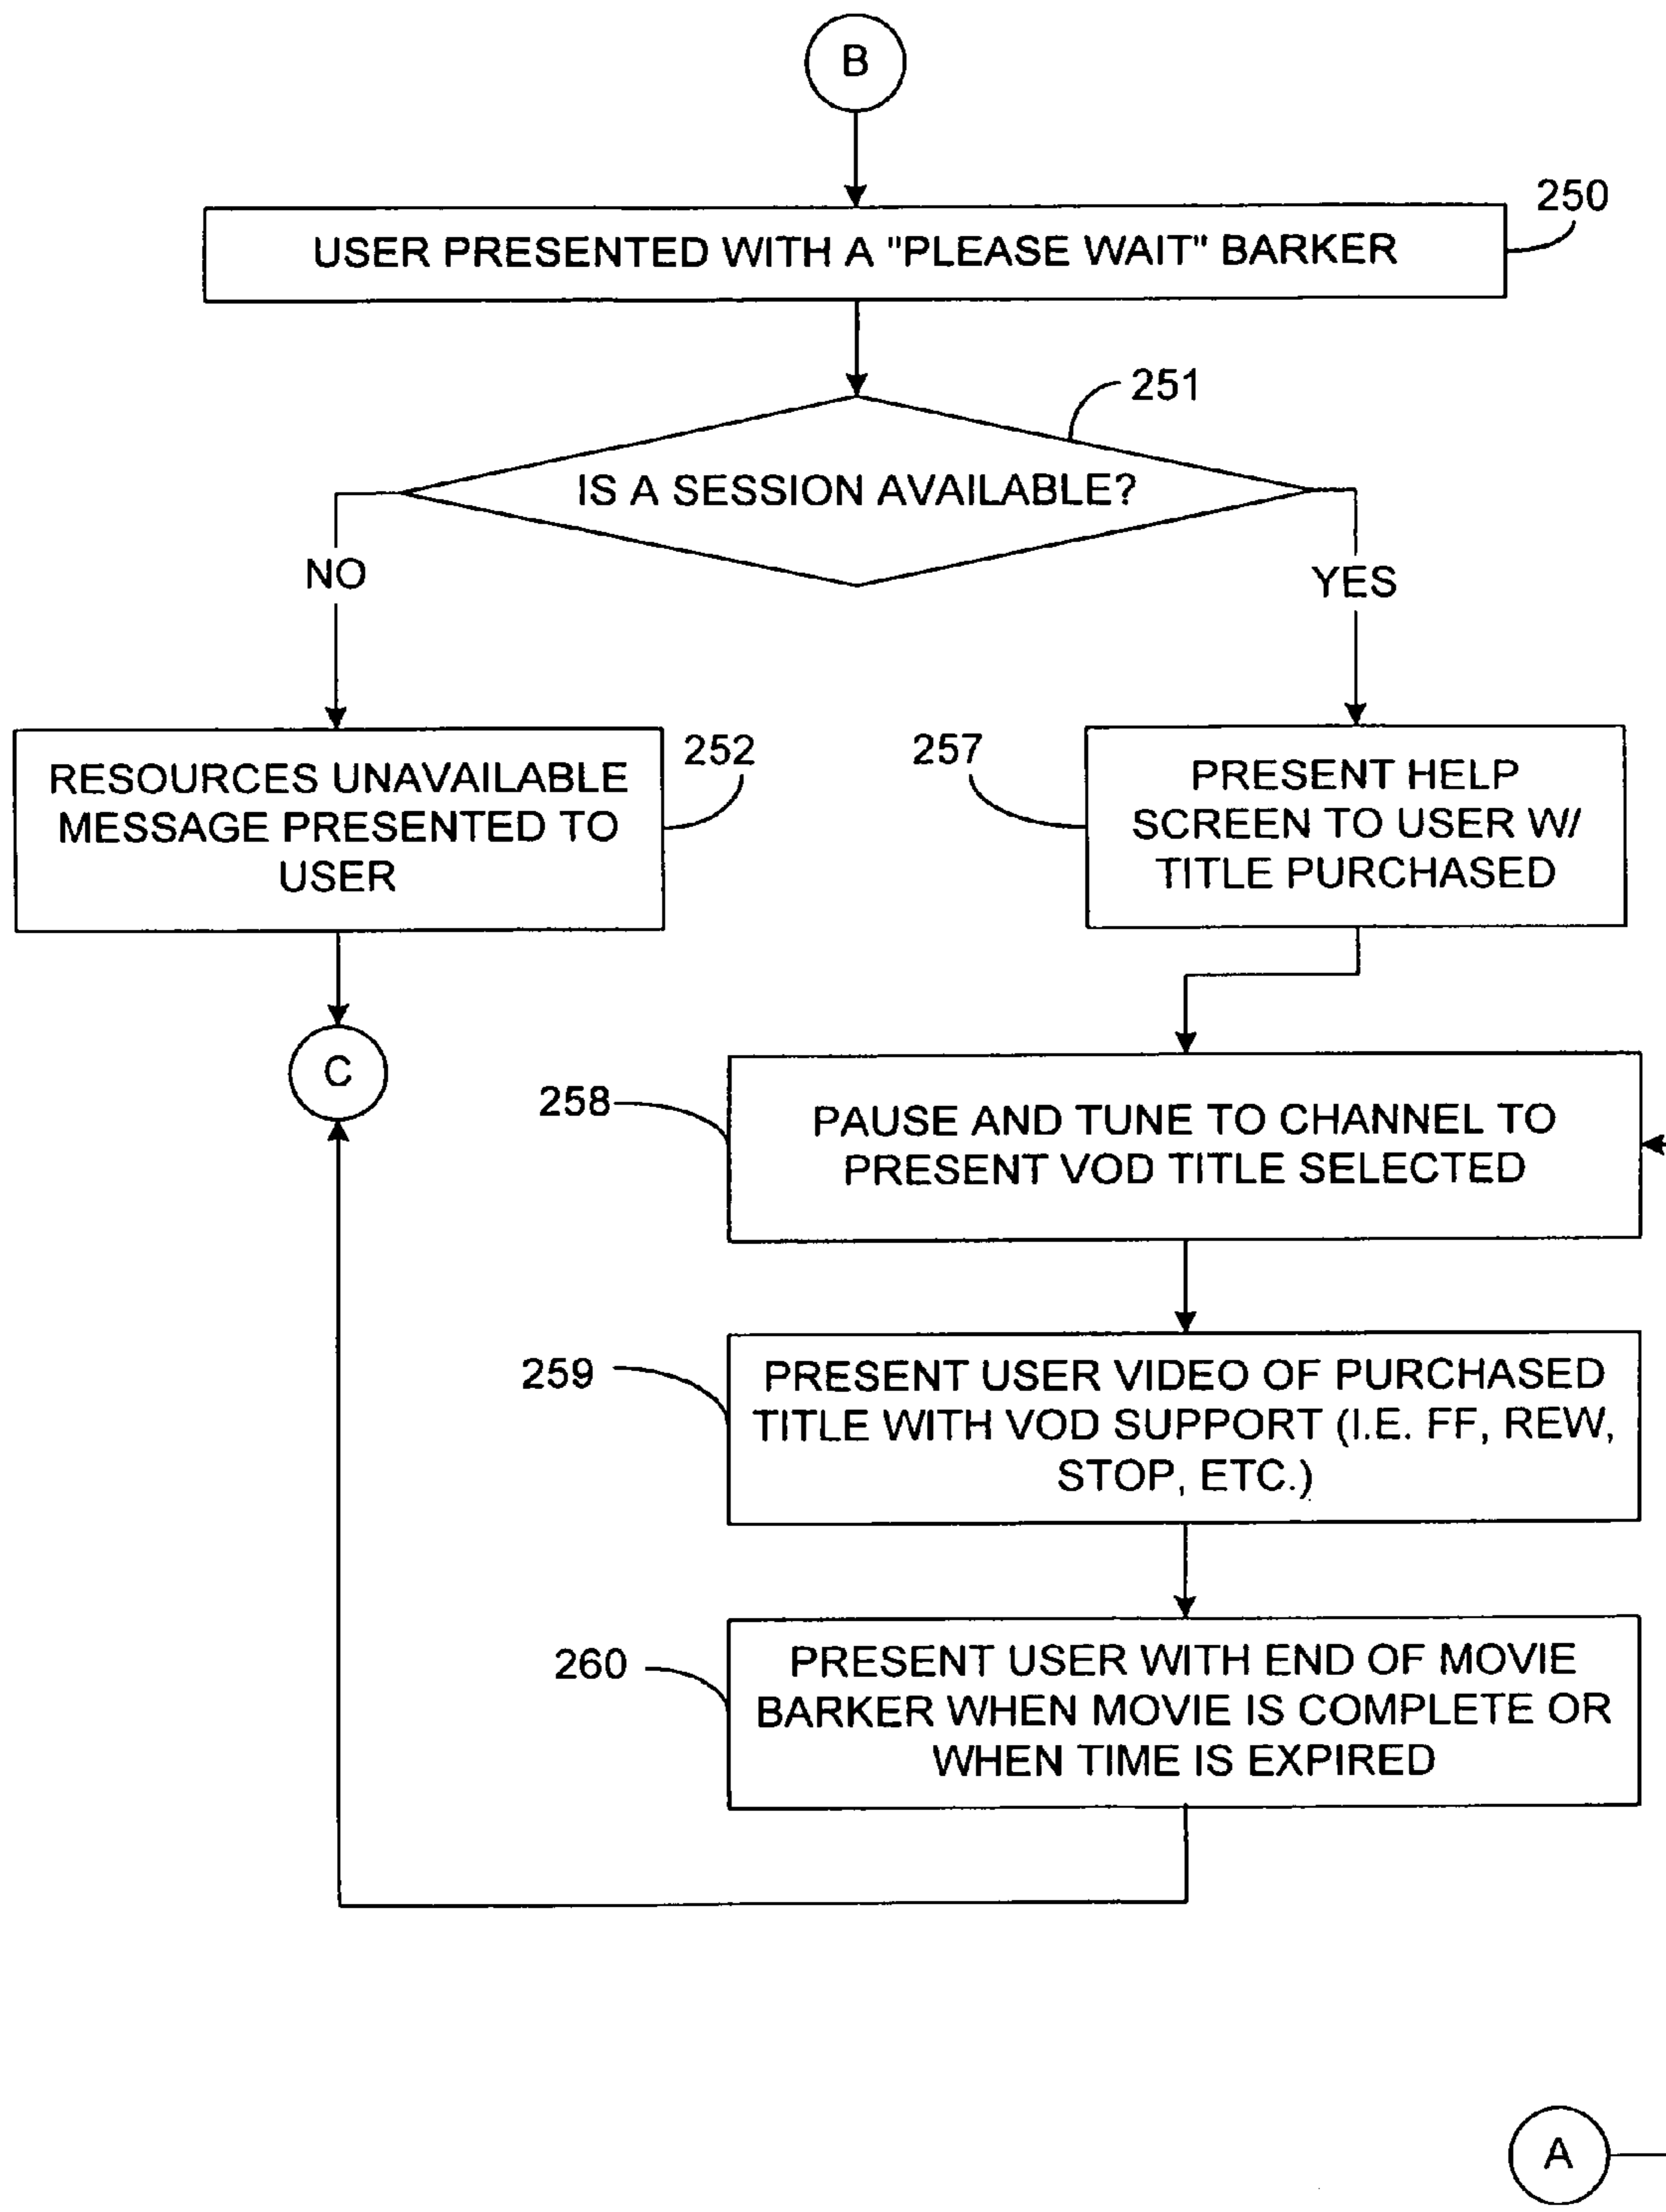 B
250
USER PRESENTED WITH A "PLEASE WAIT" BARKER
251
IS A SESSION AVAILABLE?
NO
YES
252
RESOURCES UNAVAILABLE
MESSAGE PRESENTED TO
USER
257
PRESENT HELP
SCREEN TO USER W/
TITLE PURCHASED
C
258
PAUSE AND TUNE TO CHANNEL TO
PRESENT VOD TITLE SELECTED
259
PRESENT USER VIDEO OF PURCHASED
TITLE WITH VOD SUPPORT (I.E. FF, REW,
STOP, ETC.)
260
PRESENT USER WITH END OF MOVIE
BARKER WHEN MOVIE IS COMPLETE OR
WHEN TIME IS EXPIRED
A